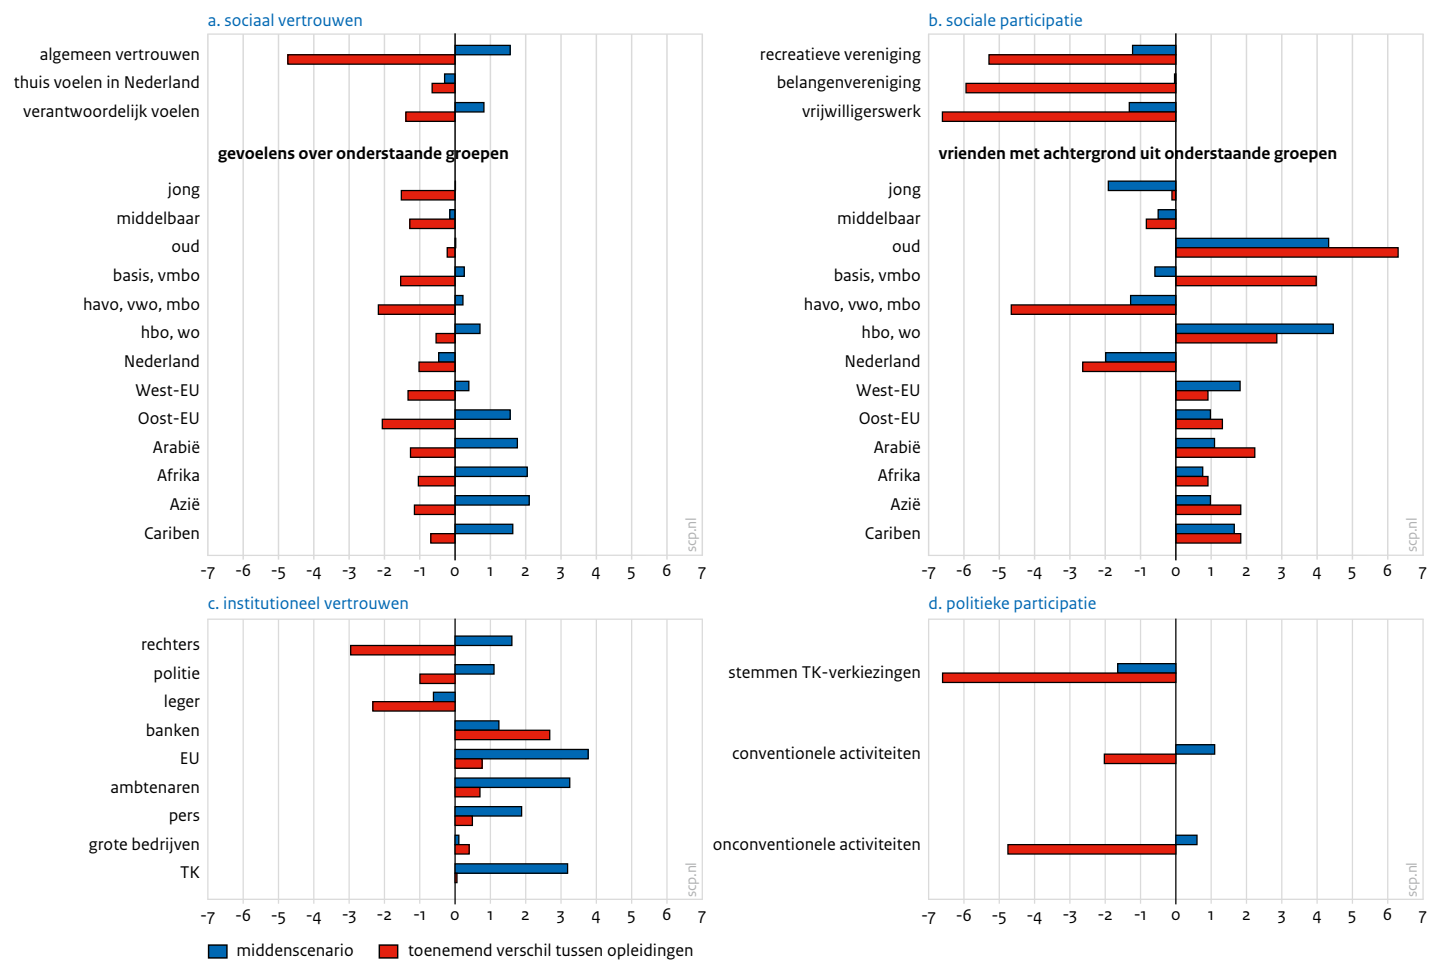 a. sociaal vertrouwen
algemeen vertrouwen
thuis voelen in Nederland
verantwoordelijk voelen
gevoelens over onderstaande groepen
jong
middelbaar
oud
basis, vmbo
havo, vwo, mbo
hbo, wo
Nederland
West-EU
Oost-EU
Arabië
Afrika
Azië
Cariben
scp.nl
-7 -6 -5 -4 -3 -2 -1 0 1 2 3 4 5 6 7
b. sociale participatie
recreatieve vereniging
belangenvereniging
vrijwilligerswerk
vrienden met achtergrond uit onderstaande groepen
jong
middelbaar
oud
basis, vmbo
havo, vwo, mbo
hbo, wo
Nederland
West-EU
Oost-EU
Arabië
Afrika
Azië
Cariben
scp.nl
-7 -6 -5 -4 -3 -2 -1 0 1 2 3 4 5 6 7
c. institutioneel vertrouwen
rechters
politie
leger
banken
EU
ambtenaren
pers
grote bedrijven
TK
scp.nl
-7 -6 -5 -4 -3 -2 -1 0 1 2 3 4 5 6 7
d. politieke participatie
stemmen TK-verkiezingen
conventionele activiteiten
onconventionele activiteiten
scp.nl
-7 -6 -5 -4 -3 -2 -1 0 1 2 3 4 5 6 7
middenscenario
toenemend verschil tussen opleidingen